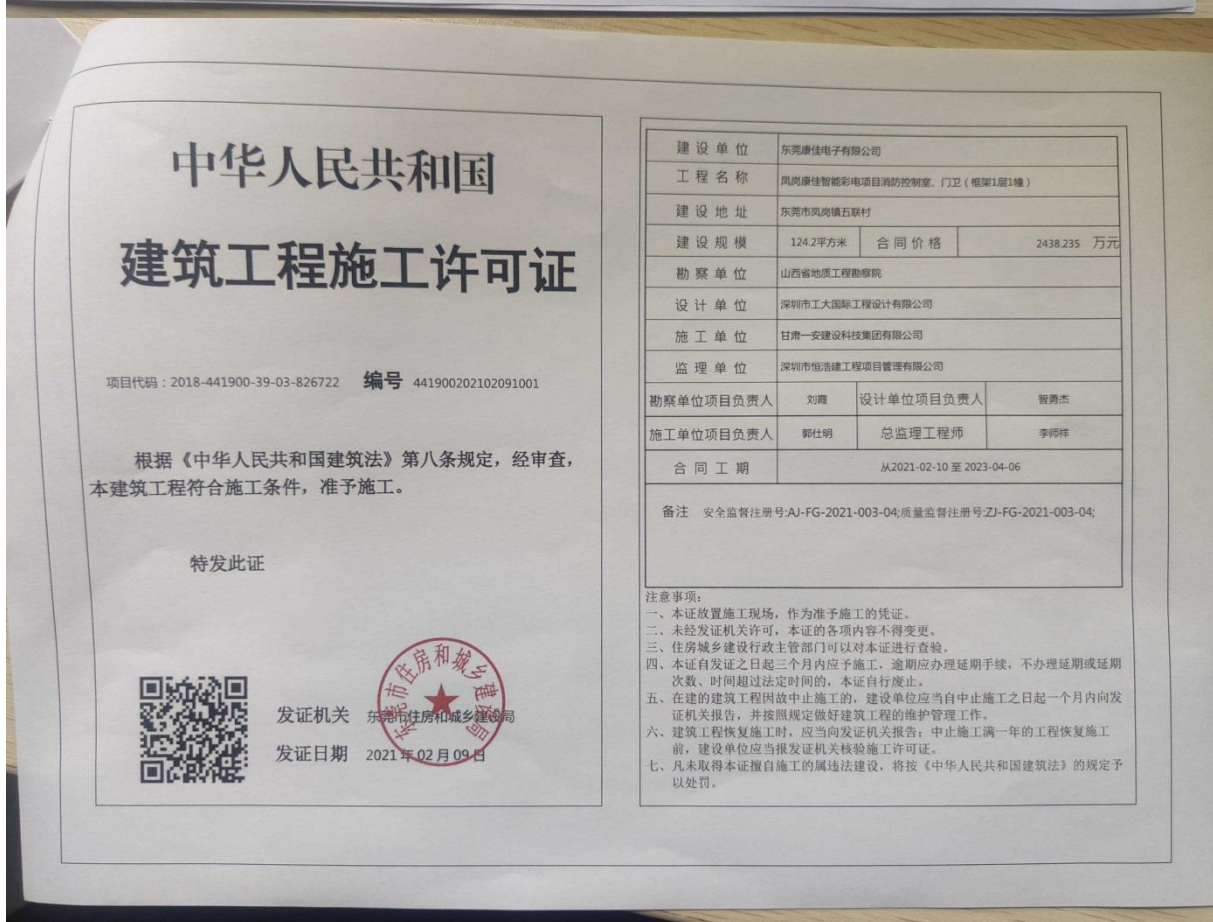 中华人民共和国
建筑工程施工许可证
项目代码：2018-441900-39-03-826722 编号 441900202102091001
根据《中华人民共和国建筑法》第八条规定，经审查，
本建筑工程符合施工条件，准予施工。
特发此证
东莞市住房和城乡建设局
发证机关 东莞市住房和城乡建设局
发证日期 2021年02月09日
建设单位 东莞康佳电子有限公司
工程名称 凤岗康佳智能彩电项目消防控制室、门卫（框架1层1幢）
建设地址 东莞市凤岗镇五联村
建设规模 124.2平方米 合同价格 2438.235 万元
勘察单位 山西省地质工程勘察院
设计单位 深圳市工大国际工程设计有限公司
施工单位 甘肃一安建设科技集团有限公司
监理单位 深圳市恒浩建工程项目管理有限公司
勘察单位项目负责人 刘霞 设计单位项目负责人 智勇杰
施工单位项目负责人 郭仕明 总监理工程师 李师祥
合同工期 从2021-02-10 至 2023-04-06
备注 安全监督注册号:AJ-FG-2021-003-04;质量监督注册号:ZJ-FG-2021-003-04;
注意事项：
一、本证放置施工现场，作为准予施工的凭证。
二、未经发证机关许可，本证的各项内容不得变更。
三、住房城乡建设行政主管部门可以对本证进行查验。
四、本证自发证之日起三个月内应予施工，逾期应办理延期手续，不办理延期或延期
次数、时间超过法定时间的，本证自行废止。
五、在建的建筑工程因故中止施工的，建设单位应当自中止施工之日起一个月内向发
证机关报告，并按照规定做好建筑工程的维护管理工作。
六、建筑工程恢复施工时，应当向发证机关报告；中止施工满一年的工程恢复施工
前，建设单位应当报发证机关核验施工许可证。
七、凡未取得本证擅自施工的属违法建设，将按《中华人民共和国建筑法》的规定予
以处罚。